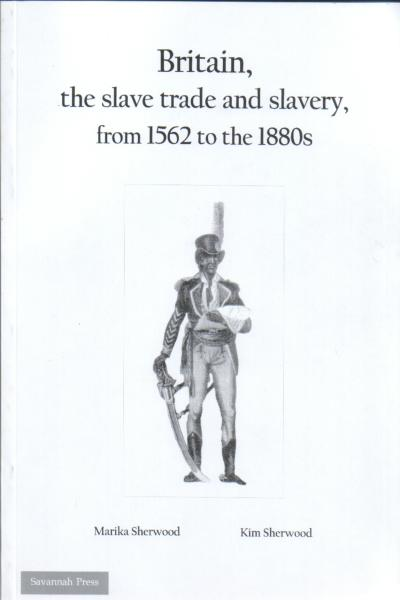 Britain,
the slave trade and slavery,
from 1562 to the 1880s
Marika Sherwood Kim Sherwood
Savannah Press